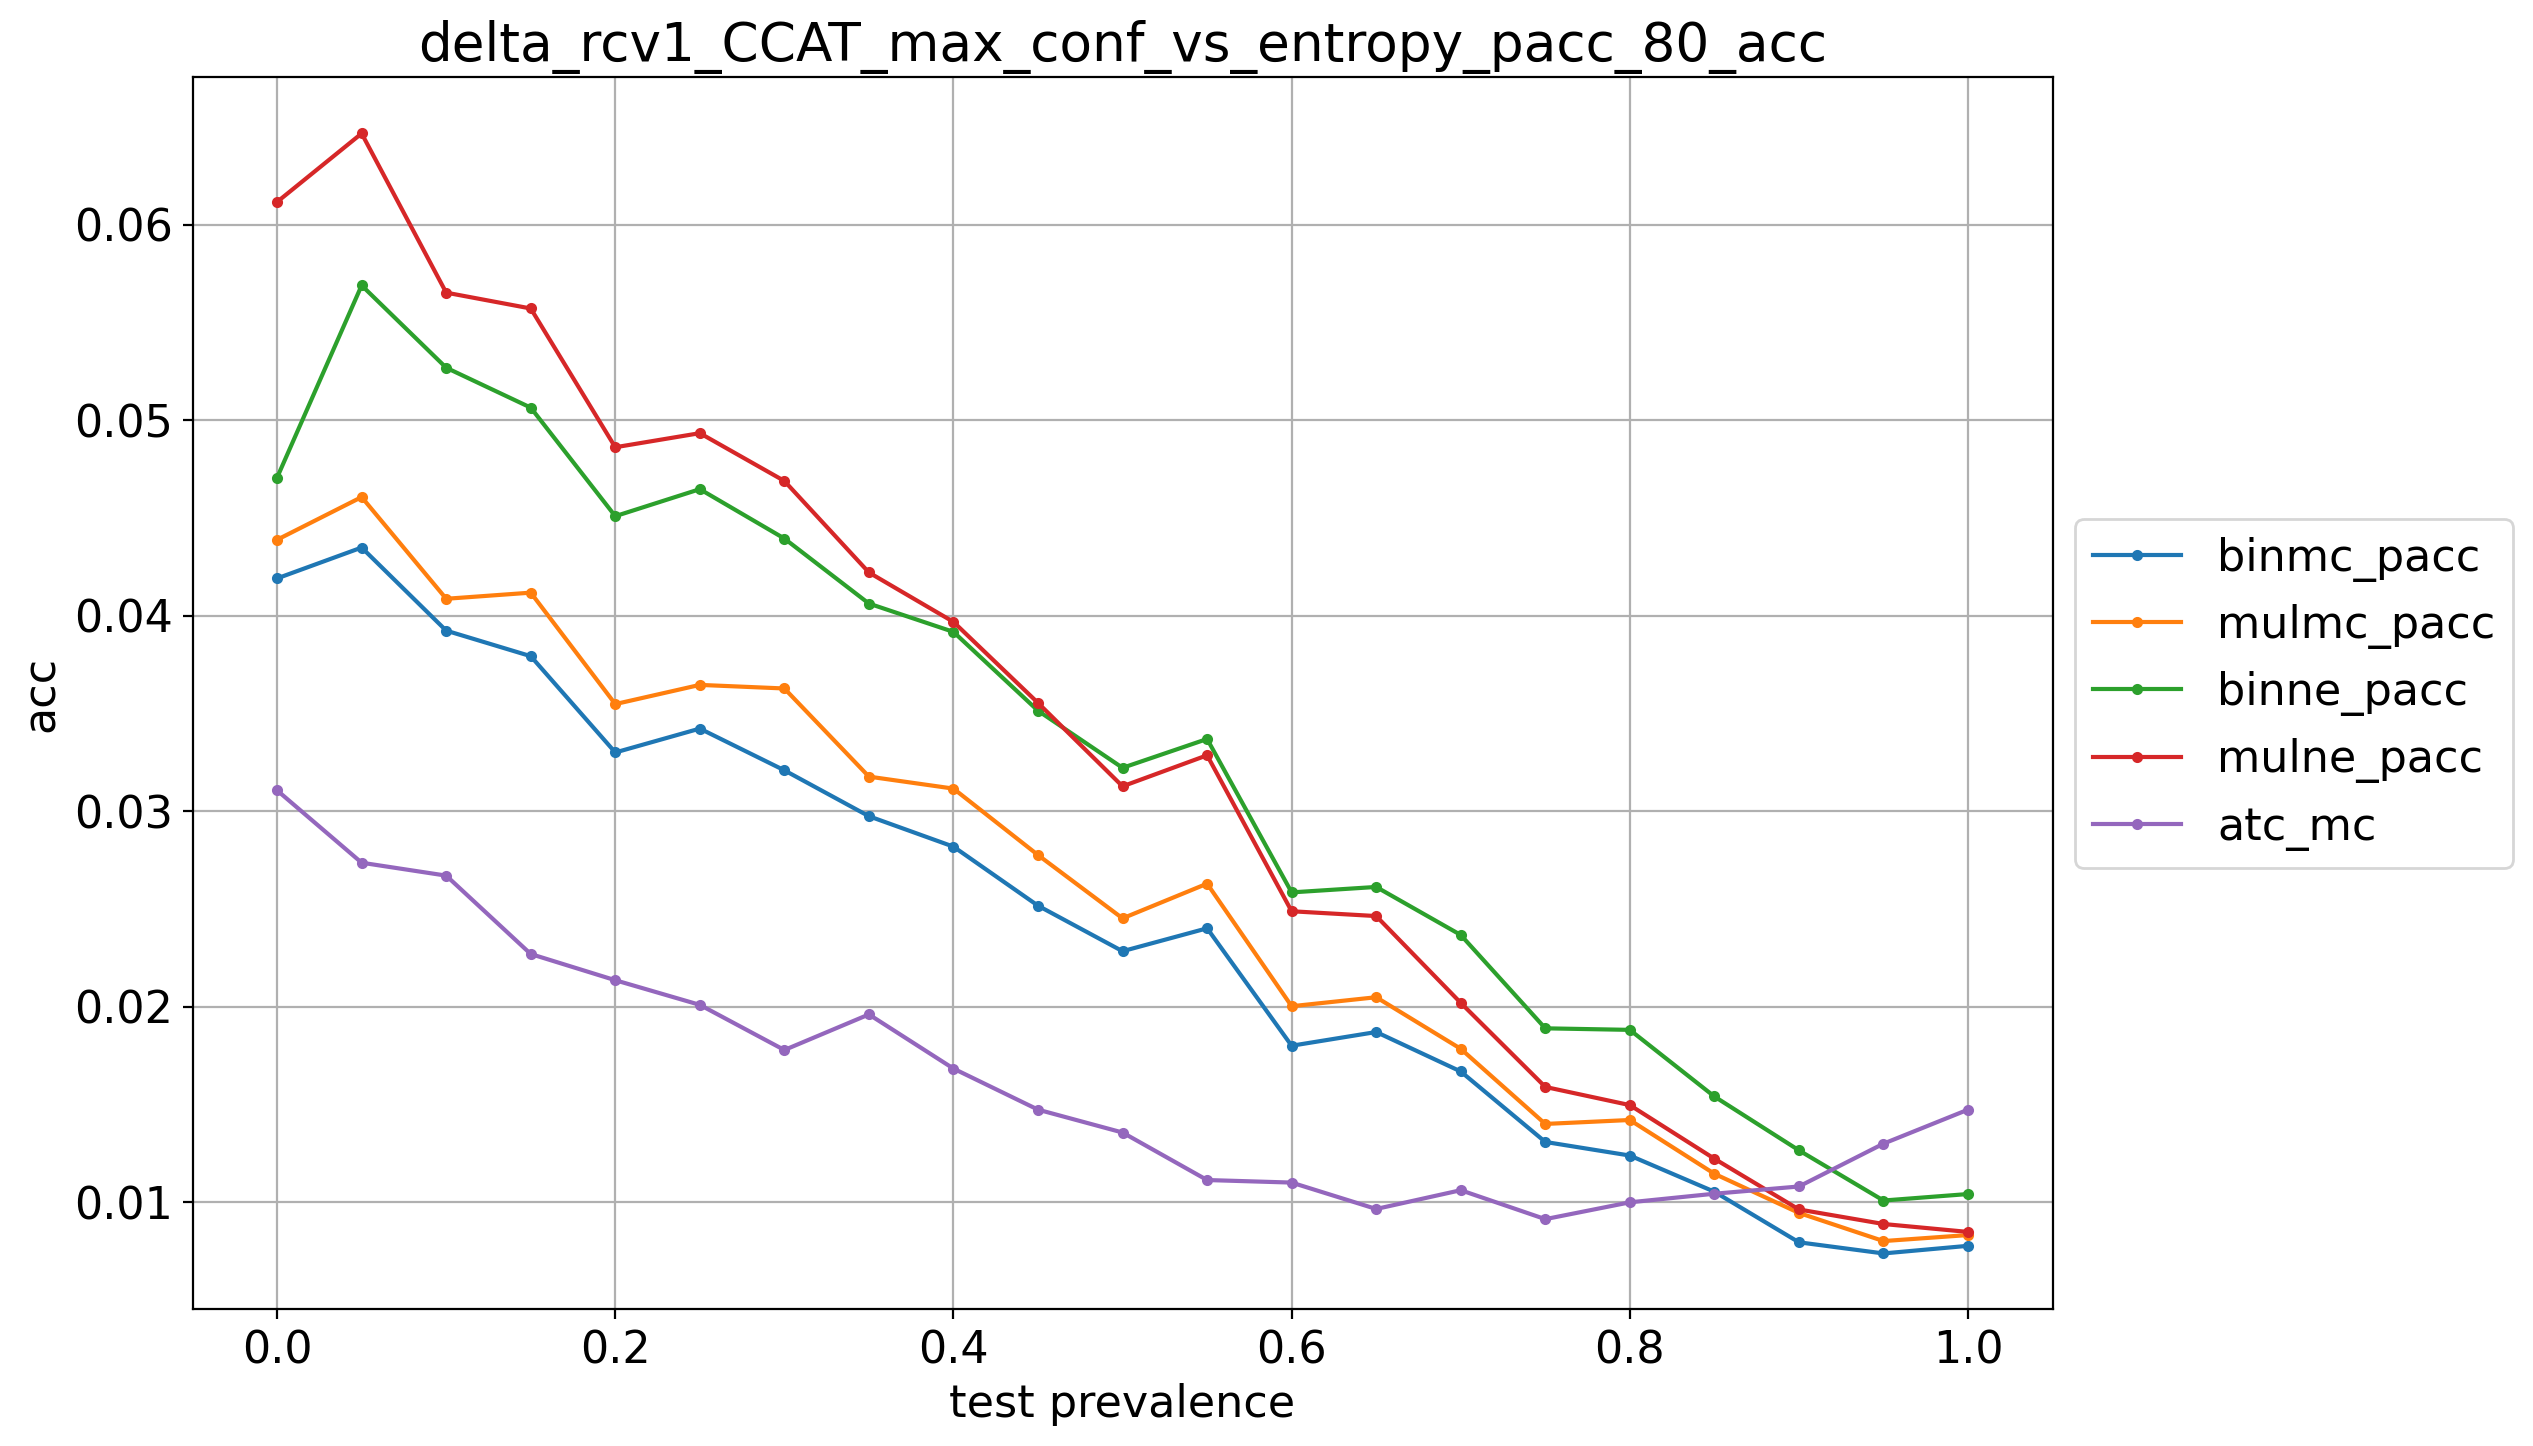 delta_rcv1_CCAT_max_conf_vs_entropy_pacc_80_acc
acc
0.06
0.05
0.04
0.03
0.02
0.01
0.0 0.2 0.4 0.6 0.8 1.0
test prevalence
binmc_pacc
mulmc_pacc
binne_pacc
mulne_pacc
atc_mc